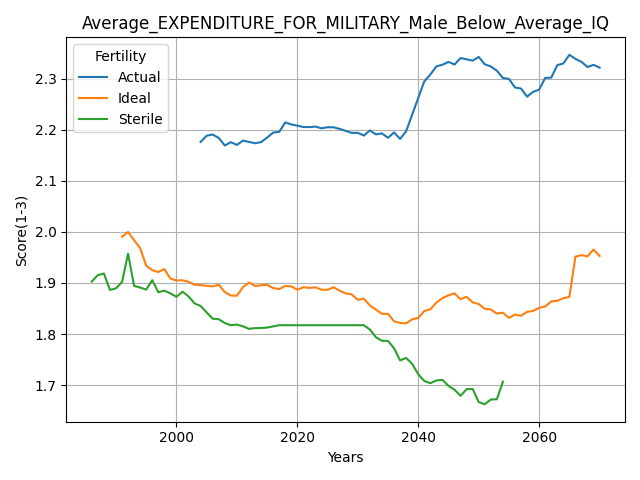 Average_EXPENDITURE_FOR_MILITARY_Male_Below_Average_IQ
Fertility
Actual
Ideal
Sterile
Score(1-3)
2.3
2.2
2.1
2.0
1.9
1.8
1.7
2000 2020 2040 2060
Years